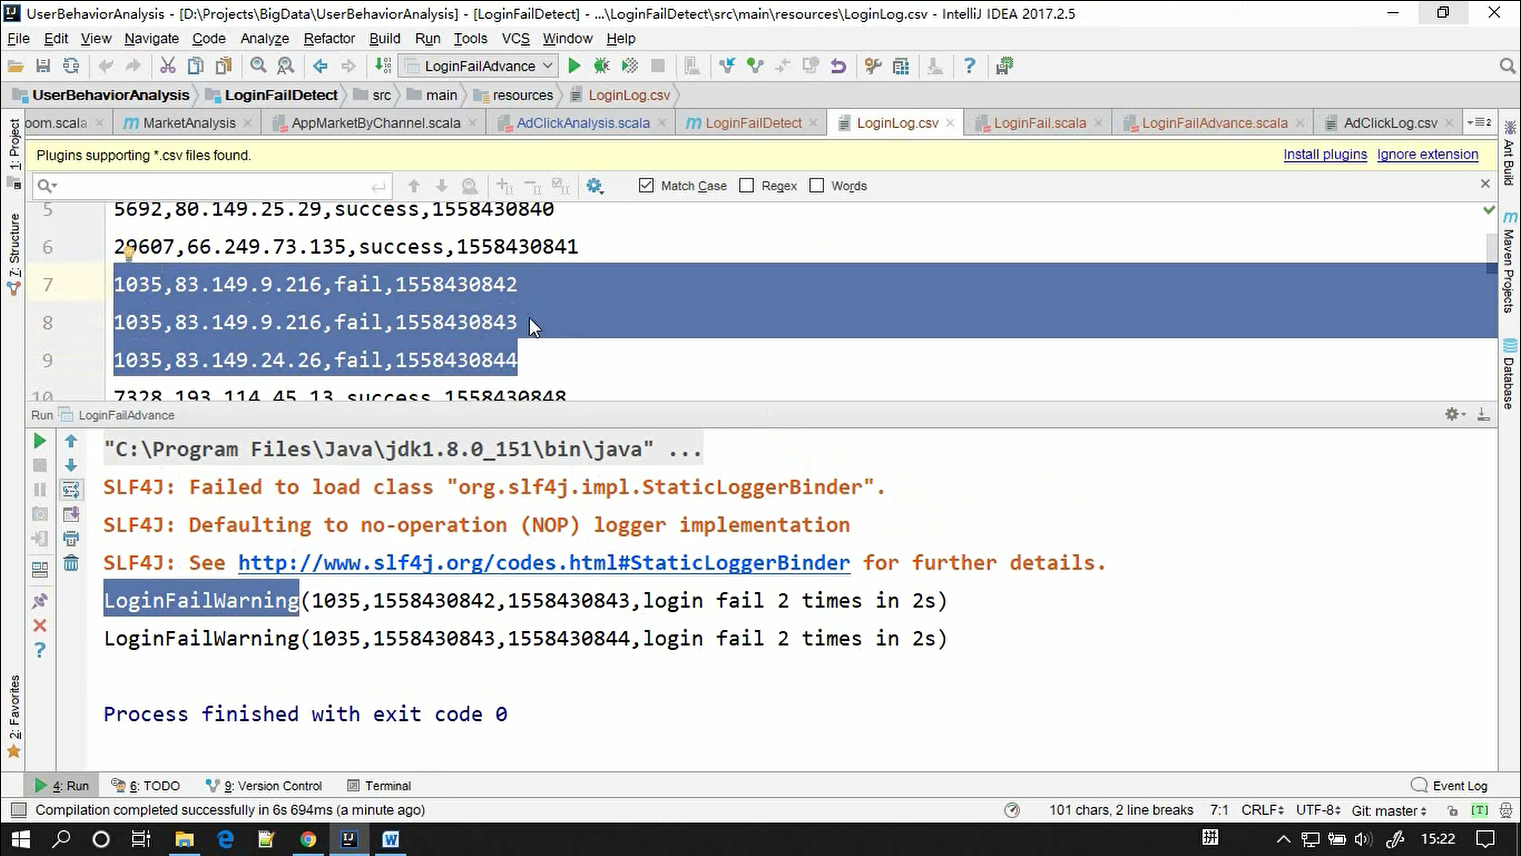 UserBehaviorAnalysis - [D:\Projects\BigData\UserBehaviorAnalysis] - [LoginFailDetect] - ...\LoginFailDetect\src\main\resources\LoginLog.csv - IntelliJ IDEA 2017.2.5
File Edit View Navigate Code Analyze Refactor Build Run Tools VCS Window Help
LoginFailAdvance
UserBehaviorAnalysis LoginFailDetect src main resources LoginLog.csv
oom.scala MarketAnalysis AppMarketByChannel.scala AdClickAnalysis.scala LoginFailDetect LoginLog.csv LoginFail.scala LoginFailAdvance.scala AdClickLog.csv 2
Plugins supporting *.csv files found. Install plugins Ignore extension
Match Case Regex Words
5 5692,80.149.25.29,success,1558430840
6 29607,66.249.73.135,success,1558430841
7 1035,83.149.9.216,fail,1558430842
8 1035,83.149.9.216,fail,1558430843
9 1035,83.149.24.26,fail,1558430844
10 7328,193.114.45.13,success,1558430848
Run LoginFailAdvance
"C:\Program Files\Java\jdk1.8.0_151\bin\java" ...
SLF4J: Failed to load class "org.slf4j.impl.StaticLoggerBinder".
SLF4J: Defaulting to no-operation (NOP) logger implementation
SLF4J: See http://www.slf4j.org/codes.html#StaticLoggerBinder for further details.
LoginFailWarning(1035,1558430842,1558430843,login fail 2 times in 2s)
LoginFailWarning(1035,1558430843,1558430844,login fail 2 times in 2s)
Process finished with exit code 0
1: Project
7: Structure
2: Favorites
Ant Build
Maven Projects
Database
4: Run 6: TODO 9: Version Control Terminal Event Log
Compilation completed successfully in 6s 694ms (a minute ago) 101 chars, 2 line breaks 7:1 CRLF UTF-8 Git: master [T]
拼 15:22